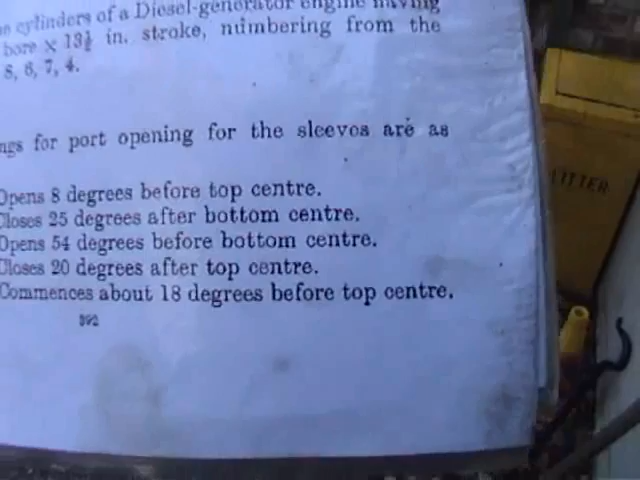 cylinders of a Diesel-generator engine having
bore × 13½ in. stroke, numbering from the
8, 6, 7, 4.
for port opening for the sleeves are as
Opens 8 degrees before top centre.
Closes 25 degrees after bottom centre.
Opens 54 degrees before bottom centre.
Closes 20 degrees after top centre.
Commences about 18 degrees before top centre.
LITTER